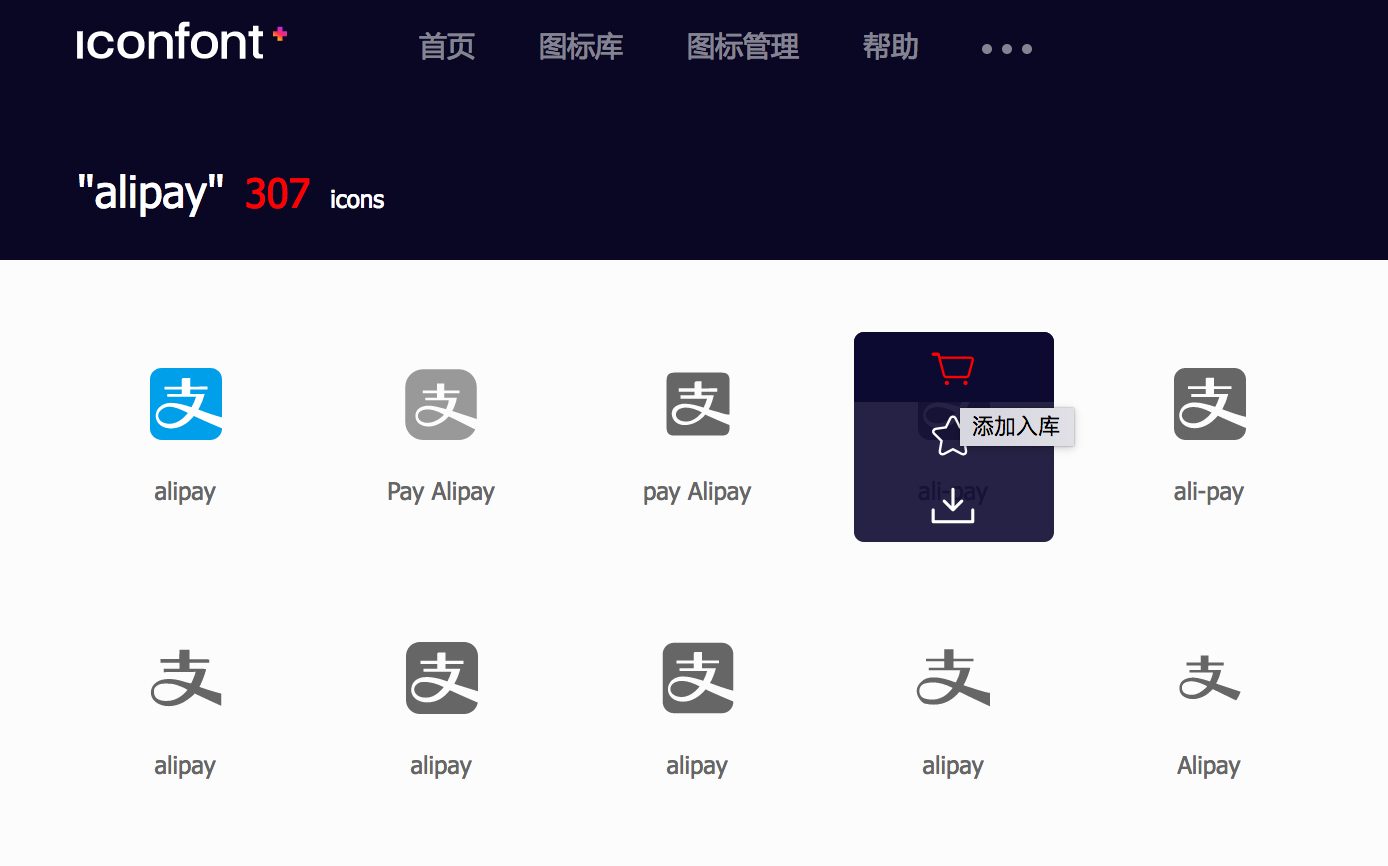 iconfont+ 首页 图标库 图标管理 帮助
"alipay" 307 icons
支 支 支 支
添加入库
alipay Pay Alipay pay Alipay ali-pay ali-pay
支 支 支 支 支
alipay alipay alipay alipay Alipay